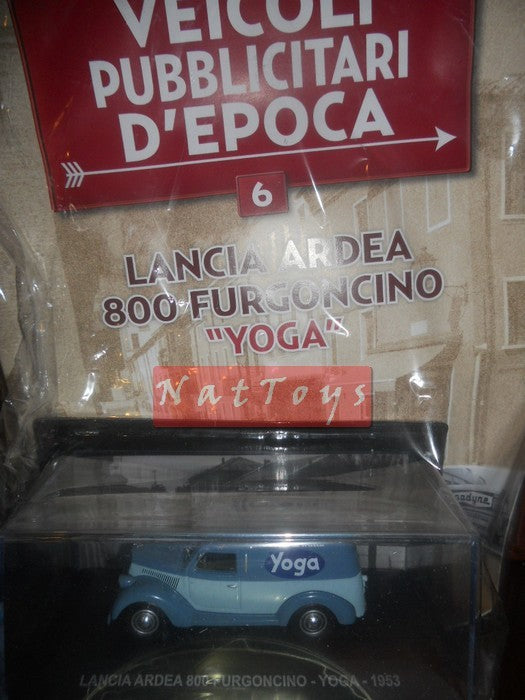 VEICOLI
PUBBLICITARI
D'EPOCA
6
LANCIA ARDEA
800 FURGONCINO
"YOGA"
NatToys
Yoga
LANCIA ARDEA 800 FURGONCINO - YOGA - 1953